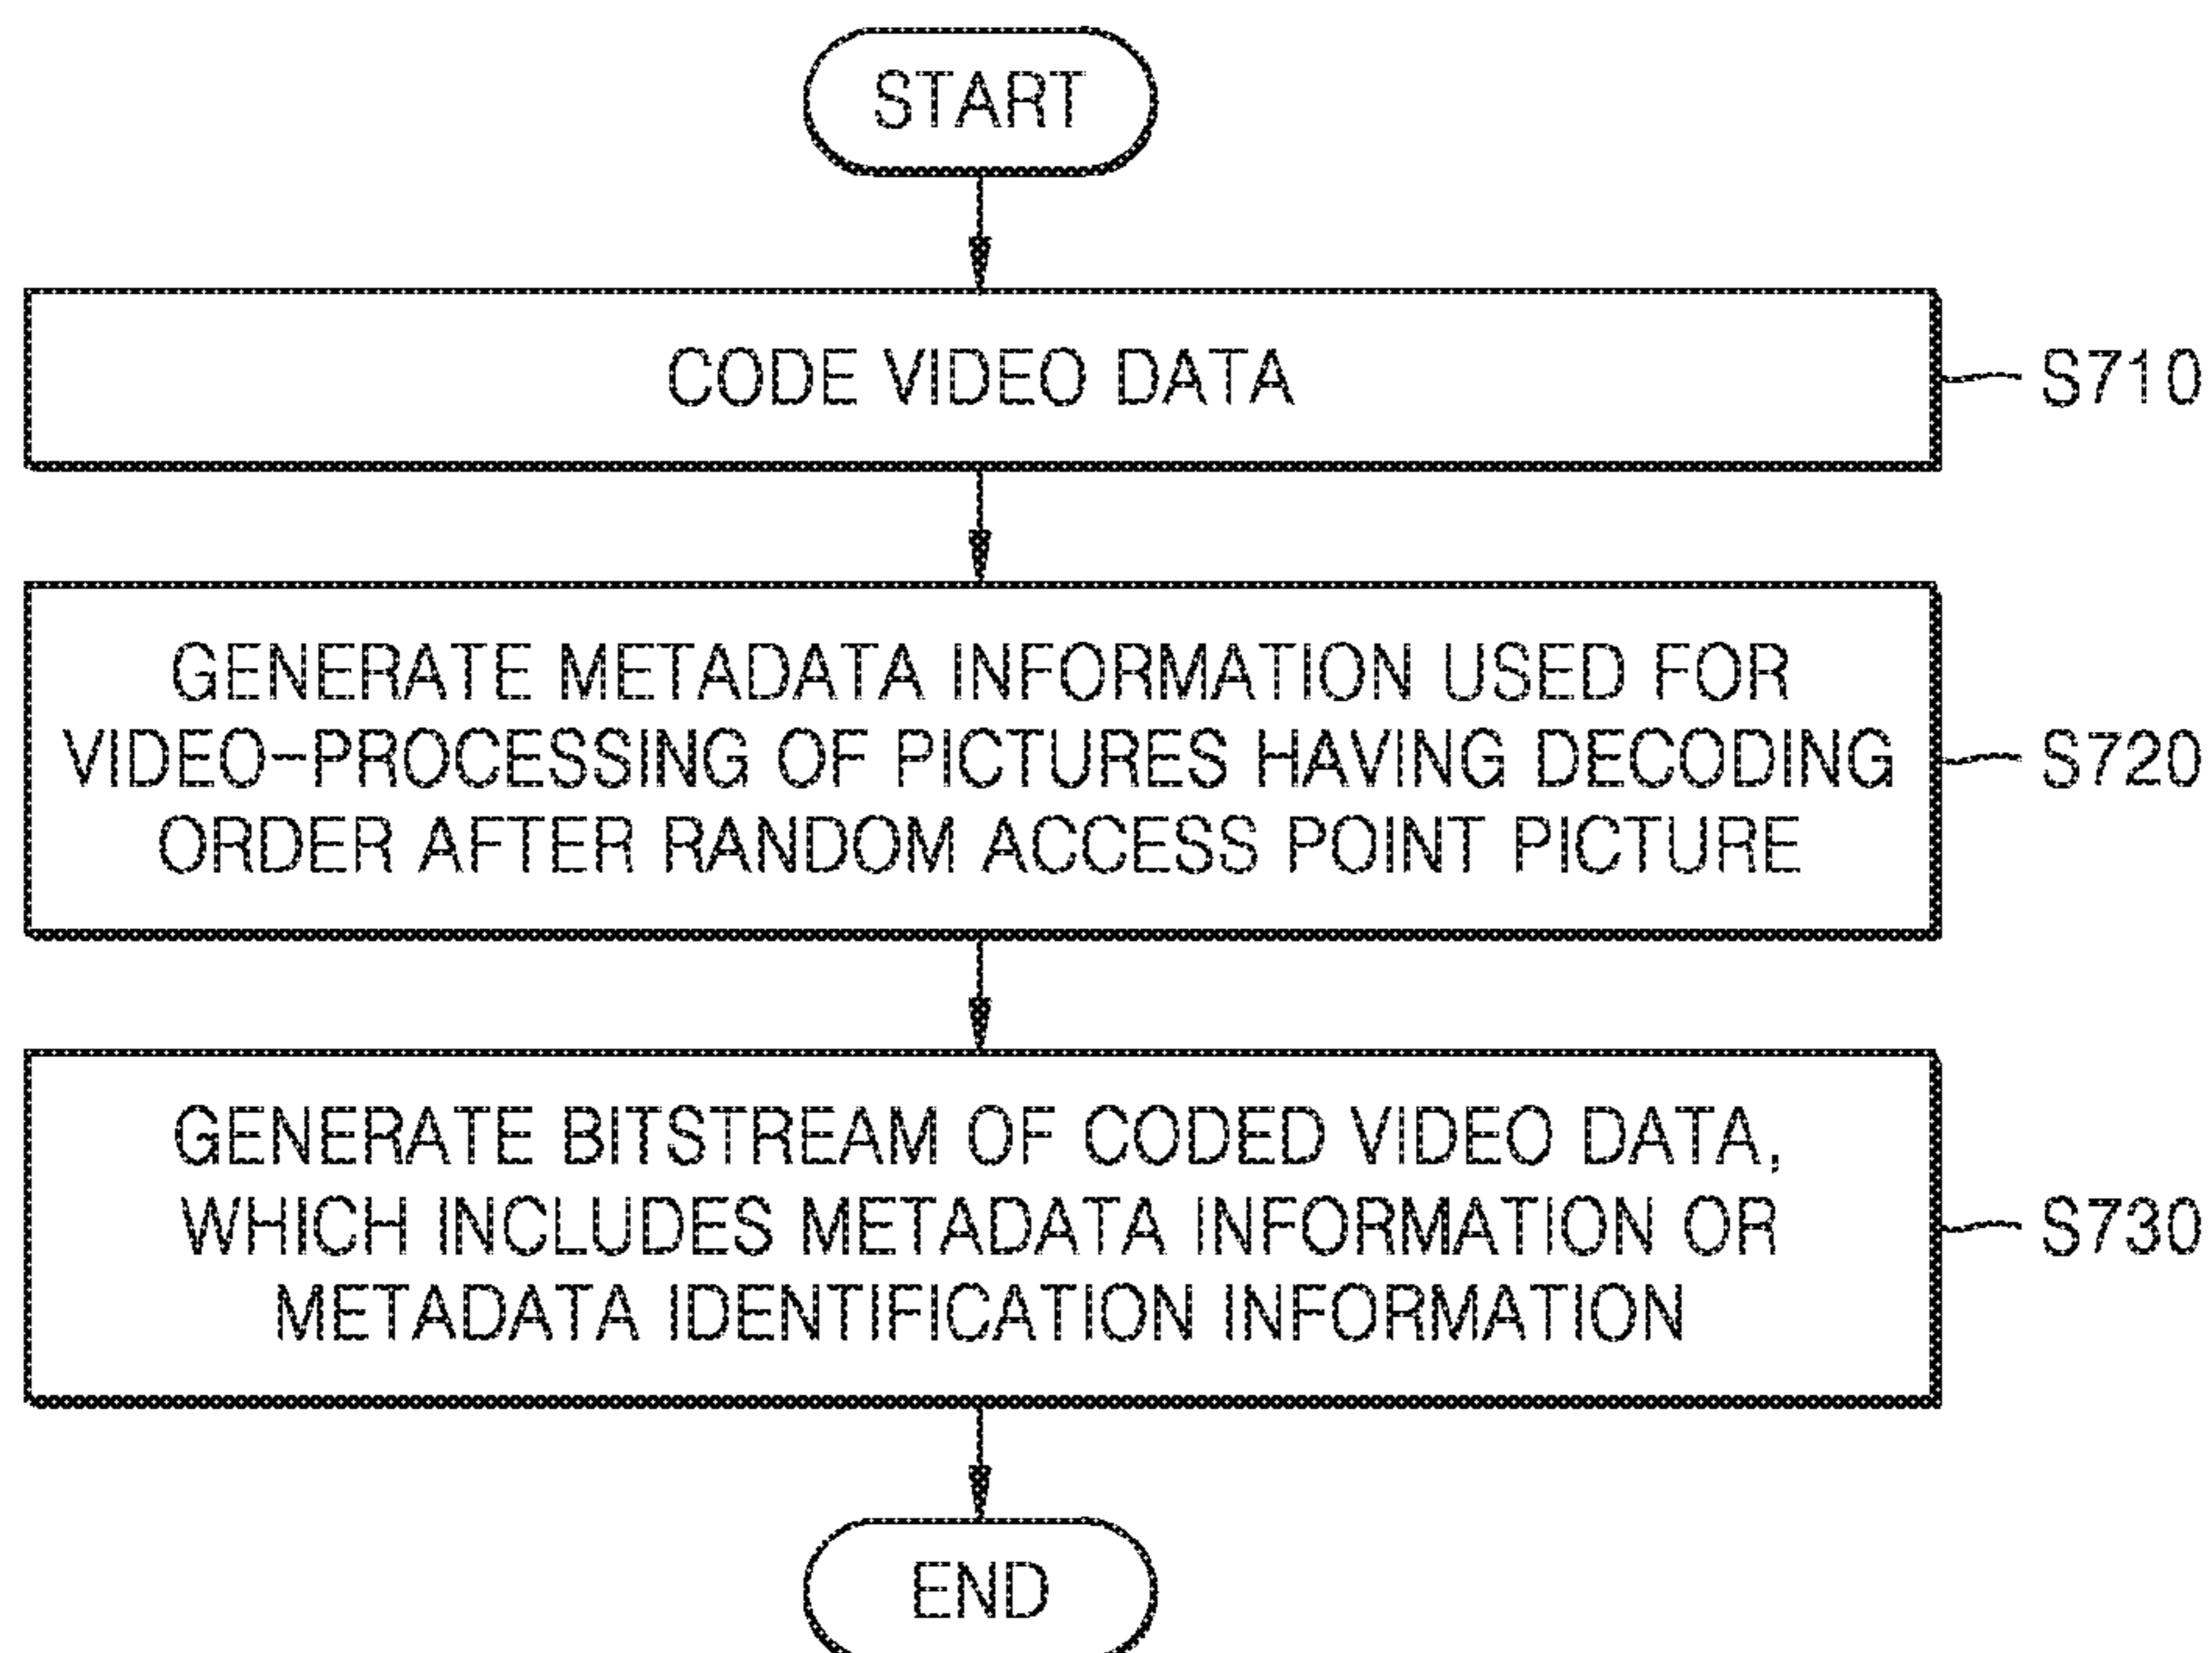 START
CODE VIDEO DATA
S710
GENERATE METADATA INFORMATION USED FOR
VIDEO-PROCESSING OF PICTURES HAVING DECODING
ORDER AFTER RANDOM ACCESS POINT PICTURE
S720
GENERATE BITSTREAM OF CODED VIDEO DATA,
WHICH INCLUDES METADATA INFORMATION OR
METADATA IDENTIFICATION INFORMATION
S730
END